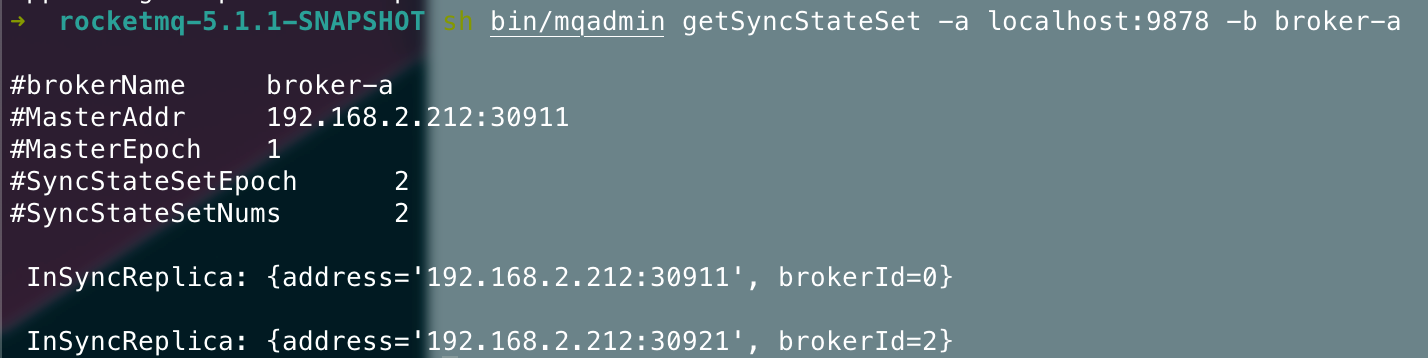 → rocketmq-5.1.1-SNAPSHOT sh bin/mqadmin getSyncStateSet -a localhost:9878 -b broker-a
#brokerName broker-a
#MasterAddr 192.168.2.212:30911
#MasterEpoch 1
#SyncStateSetEpoch 2
#SyncStateSetNums 2
InSyncReplica: {address='192.168.2.212:30911', brokerId=0}
InSyncReplica: {address='192.168.2.212:30921', brokerId=2}